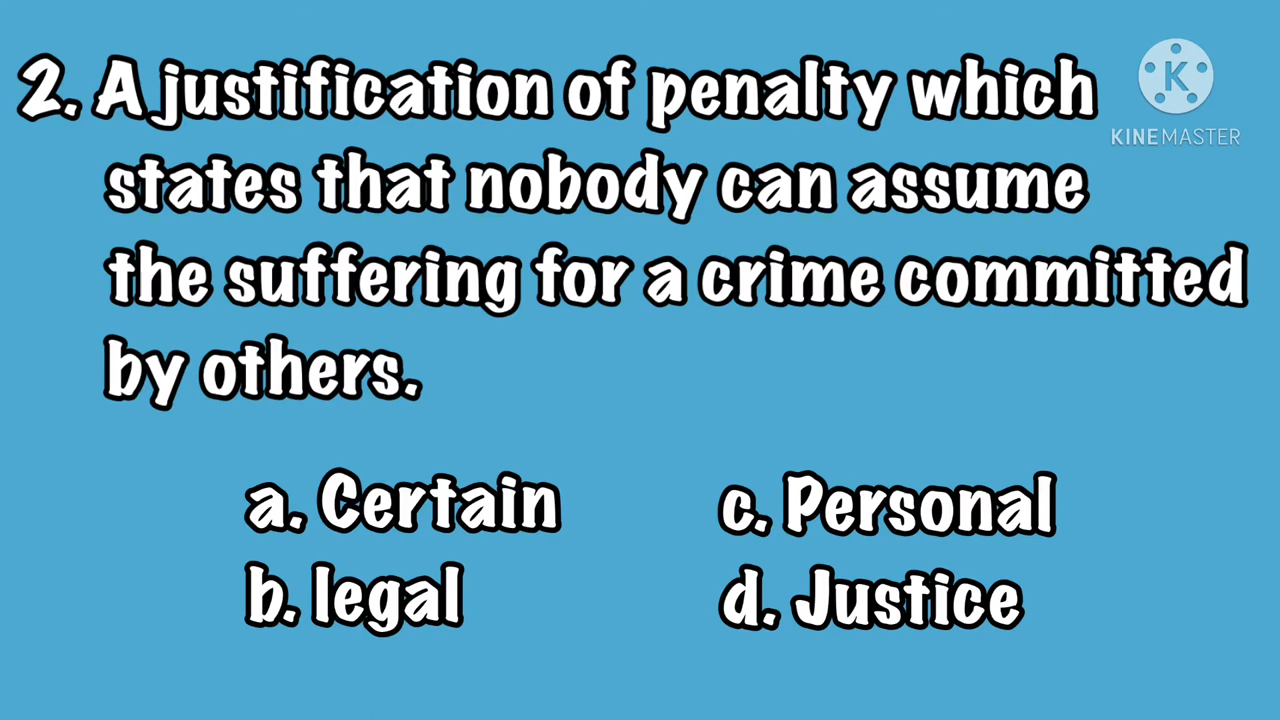 2. A justification of penalty which
states that nobody can assume
the suffering for a crime committed
by others.
a. Certain
b. legal
c. Personal
d. Justice
K
KINEMASTER